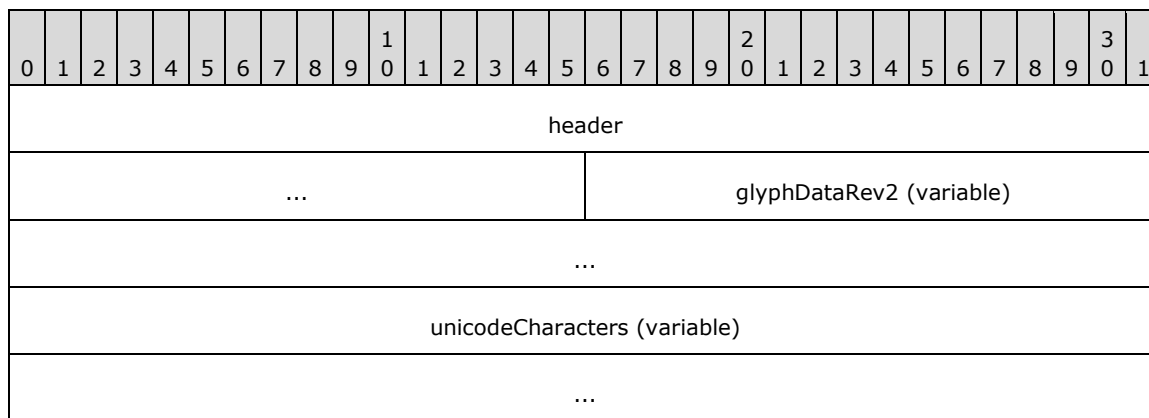 1 2 3
0 1 2 3 4 5 6 7 8 9 0 1 2 3 4 5 6 7 8 9 0 1 2 3 4 5 6 7 8 9 0 1
header
... glyphDataRev2 (variable)
...
unicodeCharacters (variable)
...